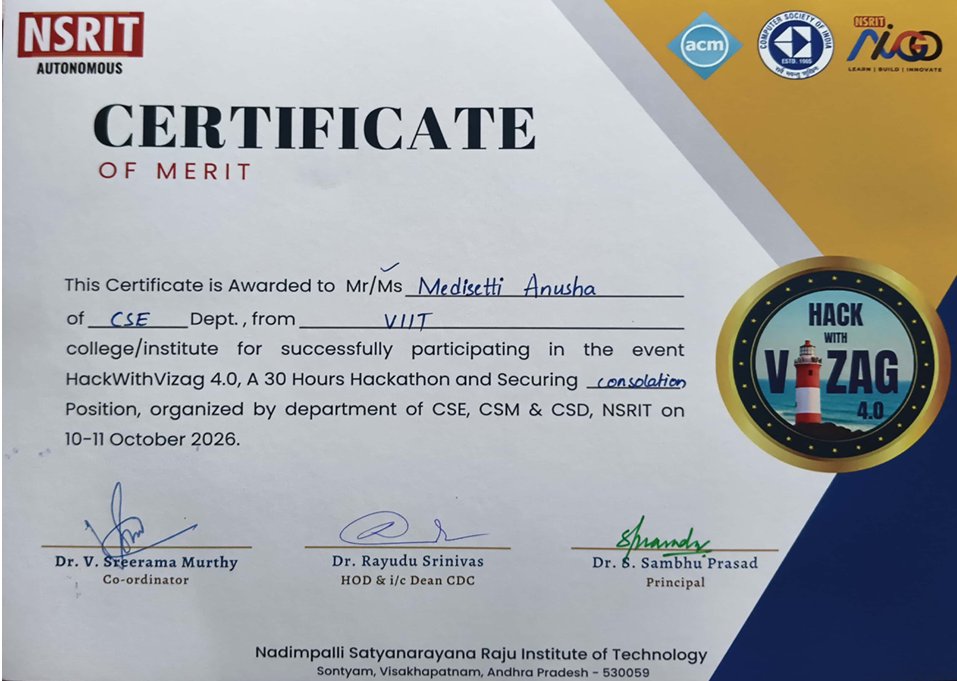 NSRIT
AUTONOMOUS
acm
COMPUTER SOCIETY OF INDIA
ESTD. 1965
NSRIT
LEARN | BUILD | INNOVATE
CERTIFICATE
OF MERIT
This Certificate is Awarded to Mr/Ms Medisetti Anusha
of CSE Dept., from VIIT
college/institute for successfully participating in the event
HackWithVizag 4.0, A 30 Hours Hackathon and Securing consolation
Position, organized by department of CSE, CSM & CSD, NSRIT on
10-11 October 2026.
HACK
WITH
VIZAG
4.0
Dr. V. Sreerama Murthy
Co-ordinator
Dr. Rayudu Srinivas
HOD & i/c Dean CDC
Dr. S. Sambhu Prasad
Principal
Nadimpalli Satyanarayana Raju Institute of Technology
Sontyam, Visakhapatnam, Andhra Pradesh - 530059